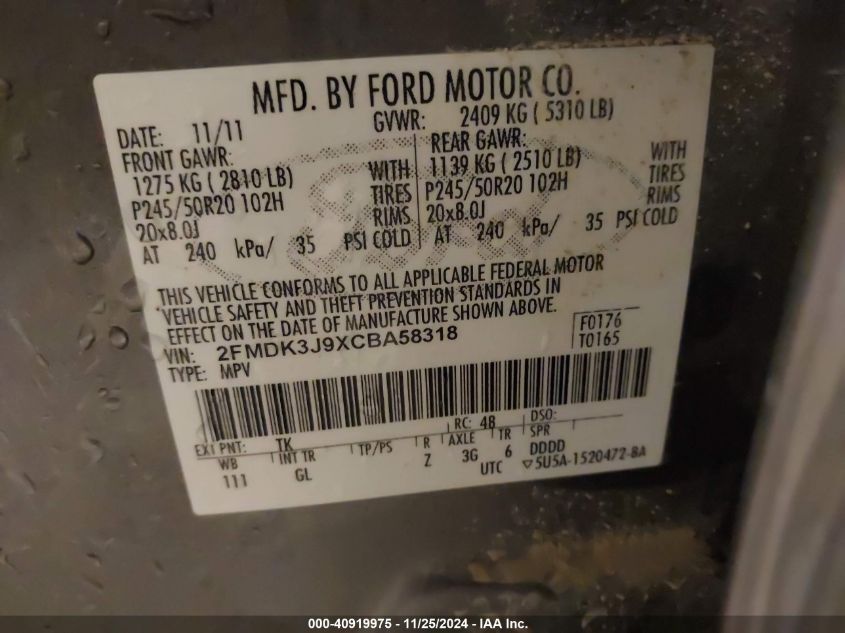 MFD. BY FORD MOTOR CO.
DATE: 11/11 GVWR: 2409 KG ( 5310 LB)
FRONT GAWR: REAR GAWR:
1275 KG ( 2810 LB) WITH 1139 KG ( 2510 LB) WITH
P245/50R20 102H TIRES P245/50R20 102H TIRES
20x8.0J RIMS 20x8.0J RIMS
AT 240 kPa/ 35 PSI COLD AT 240 kPa/ 35 PSI COLD
Ford
THIS VEHICLE CONFORMS TO ALL APPLICABLE FEDERAL MOTOR
VEHICLE SAFETY AND THEFT PREVENTION STANDARDS IN
EFFECT ON THE DATE OF MANUFACTURE SHOWN ABOVE.
VIN: 2FMDK3J9XCBA58318 F0176
TYPE: MPV T0165
EXT PNT: TK RC: 48 DSO:
WB INT TR TP/PS R AXLE TR SPR
111 GL Z 3G 6 DDDD
UTC ▽5U5A-1520472-BA
000-40919975 - 11/25/2024 - IAA Inc.